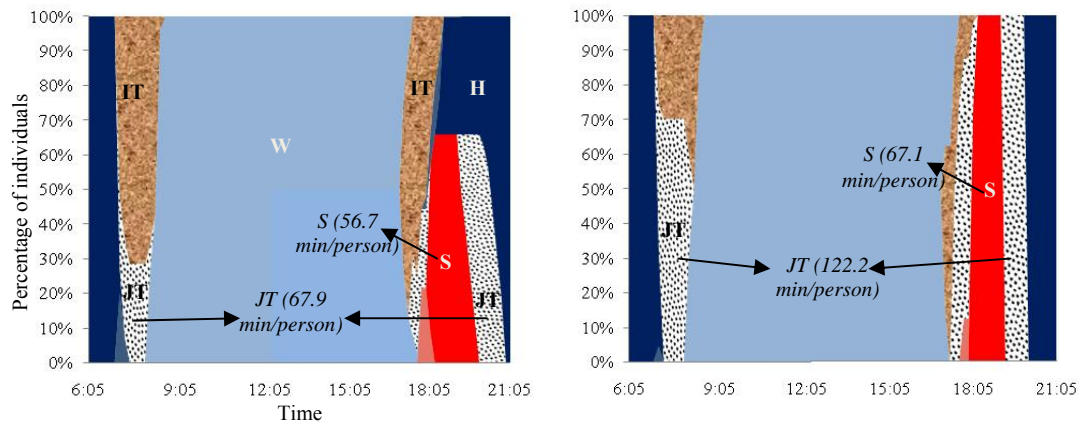 100%
90%
80%
70%
60%
50%
40%
30%
20%
10%
0%
Percentage of individuals
IT
IT
H
W
S (56.7
min/person)
S
JT
JT (67.9
min/person)
JT
6:05 9:05 12:05 15:05 18:05 21:05
Time
100%
90%
80%
70%
60%
50%
40%
30%
20%
10%
0%
S (67.1
min/person)
S
JT
JT (122.2
min/person)
6:05 9:05 12:05 15:05 18:05 21:05